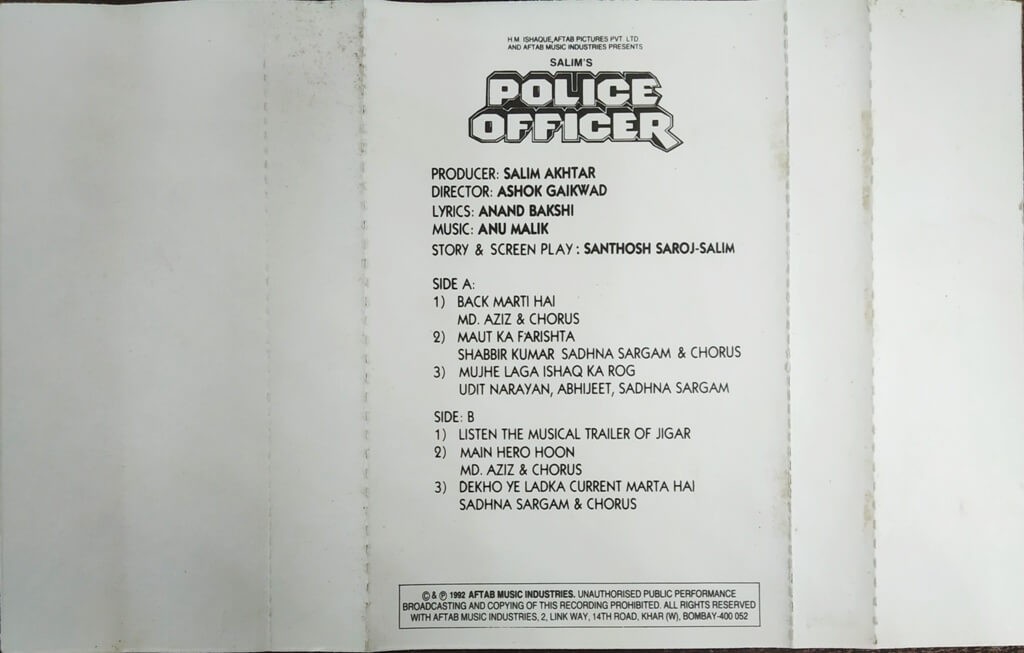 H.M. ISHAQUE, AFTAB PICTURES PVT. LTD
AND AFTAB MUSIC INDUSTRIES PRESENTS
SALIM'S
POLICE
OFFICER
PRODUCER: SALIM AKHTAR
DIRECTOR: ASHOK GAIKWAD
LYRICS: ANAND BAKSHI
MUSIC: ANU MALIK
STORY & SCREEN PLAY: SANTHOSH SAROJ-SALIM
SIDE A:
1) BACK MARTI HAI
MD. AZIZ & CHORUS
2) MAUT KA FARISHTA
SHABBIR KUMAR SADHNA SARGAM & CHORUS
3) MUJHE LAGA ISHAQ KA ROG
UDIT NARAYAN, ABHIJEET, SADHNA SARGAM
SIDE: B
1) LISTEN THE MUSICAL TRAILER OF JIGAR
2) MAIN HERO HOON
MD. AZIZ & CHORUS
3) DEKHO YE LADKA CURRENT MARTA HAI
SADHNA SARGAM & CHORUS
© & ℗ 1992 AFTAB MUSIC INDUSTRIES. UNAUTHORISED PUBLIC PERFORMANCE
BROADCASTING AND COPYING OF THIS RECORDING PROHIBITED. ALL RIGHTS RESERVED
WITH AFTAB MUSIC INDUSTRIES, 2, LINK WAY, 14TH ROAD, KHAR (W), BOMBAY-400 052